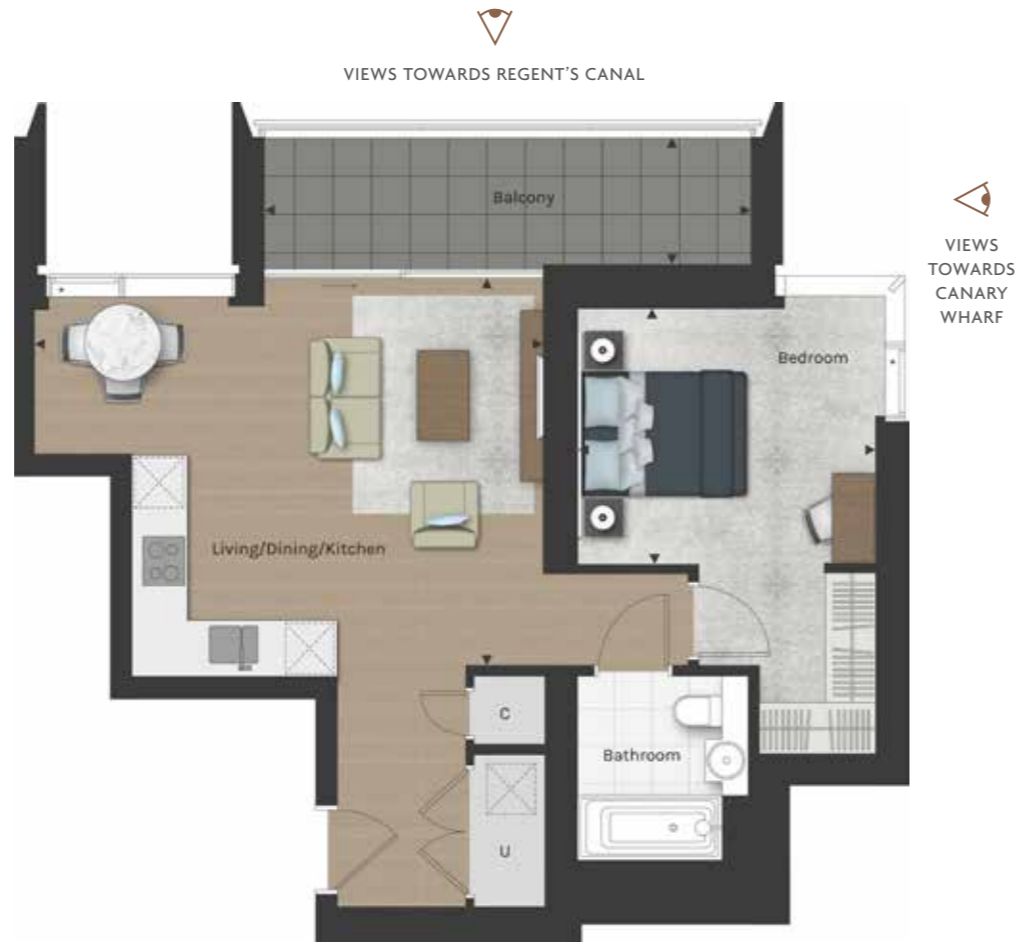 VIEWS TOWARDS REGENT'S CANAL
Balcony
VIEWS
TOWARDS
CANARY
WHARF
Bedroom
Living/Dining/Kitchen
C
Bathroom
U